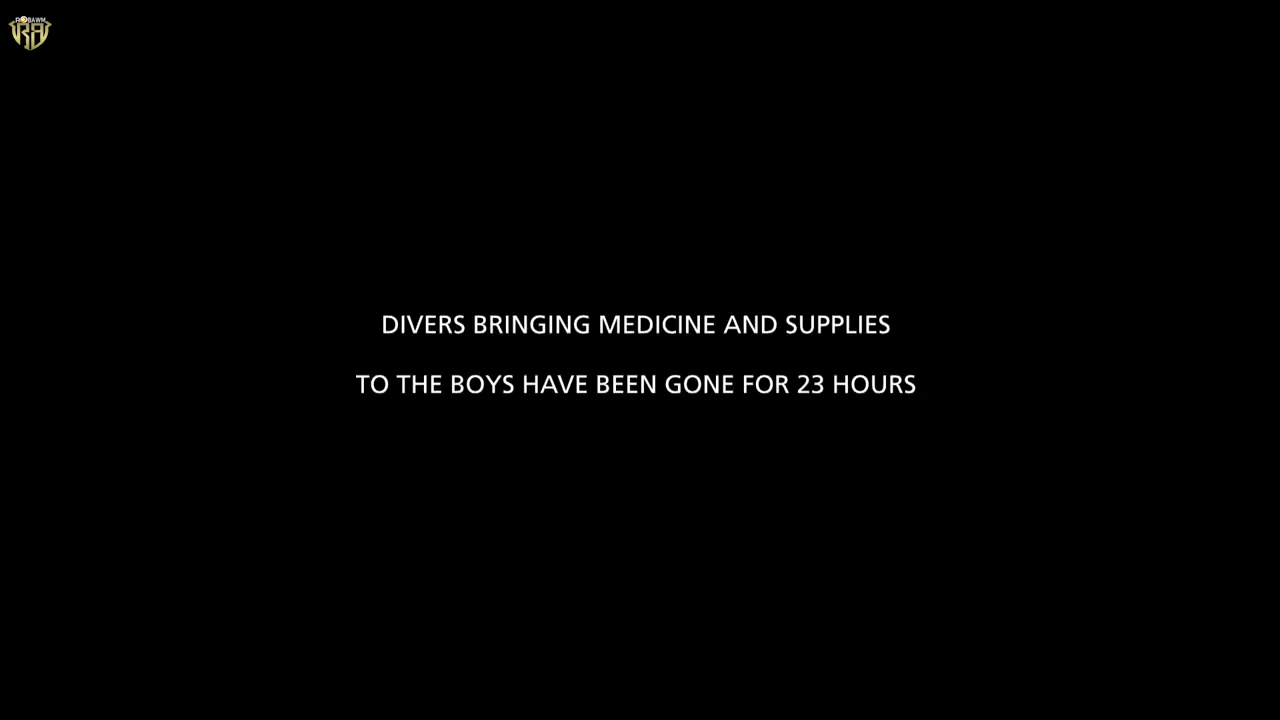 DIVERS BRINGING MEDICINE AND SUPPLIES
TO THE BOYS HAVE BEEN GONE FOR 23 HOURS